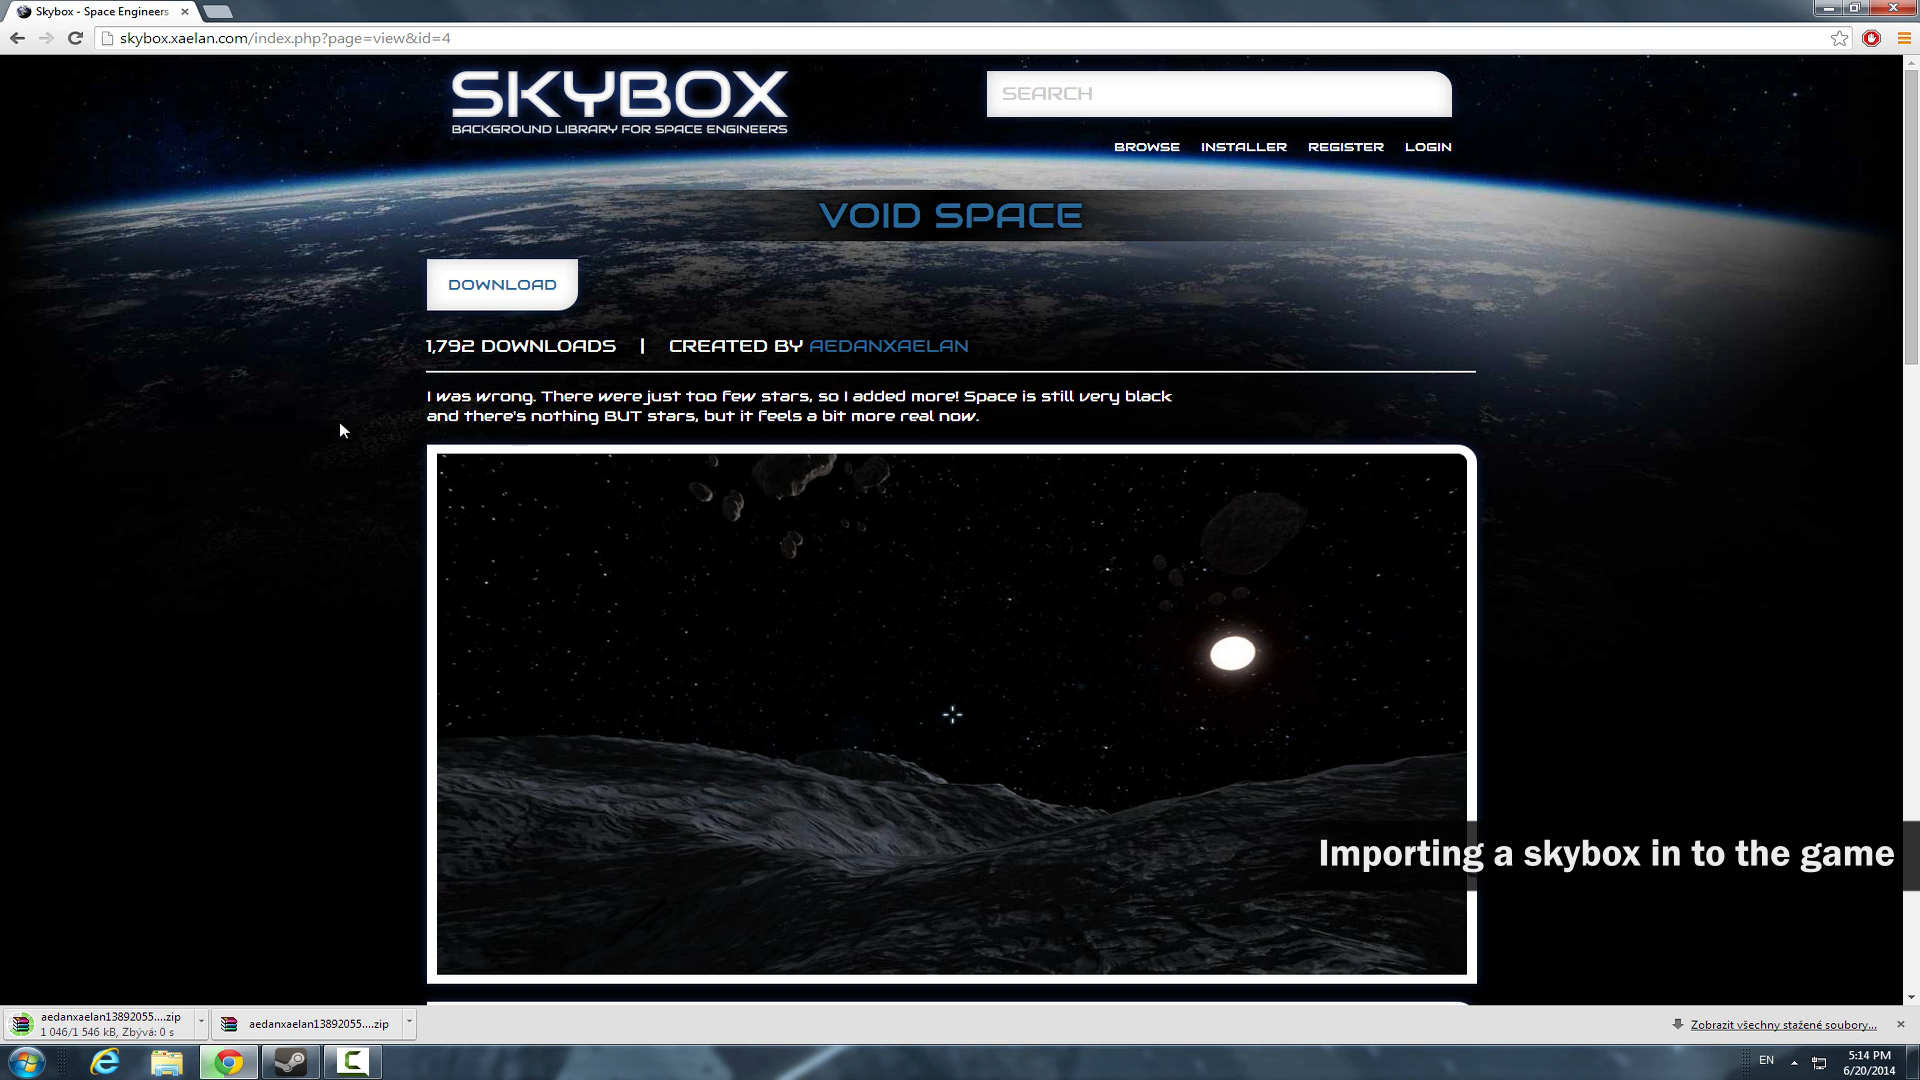 Skybox - Space Engineers
skybox.xaelan.com/index.php?page=view&id=4
SKYBOX
BACKGROUND LIBRARY FOR SPACE ENGINEERS
SEARCH
BROWSE INSTALLER REGISTER LOGIN
VOID SPACE
DOWNLOAD
1,792 DOWNLOADS | CREATED BY AEDANXAELAN
I was wrong. There were just too few stars, so I added more! Space is still very black
and there's nothing BUT stars, but it feels a bit more real now.
Importing a skybox in to the game
aedanxaelan13892055....zip
1 046/1 546 kB, Zbývá: 0 s
aedanxaelan13892055....zip
Zobrazit všechny stažené soubory...
EN
5:14 PM
6/20/2014